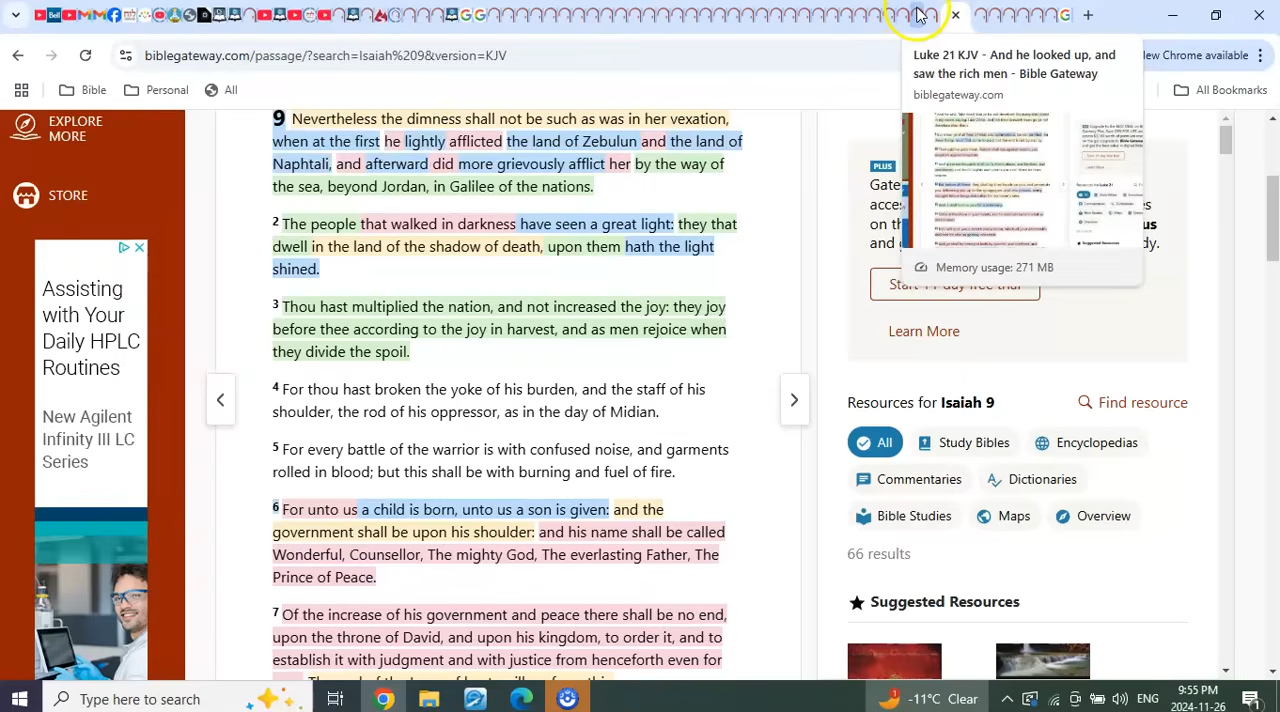 Bell
biblegateway.com/passage/?search=Isaiah%209&version=KJV
New Chrome available
Bible
Personal
All
All Bookmarks
Luke 21 KJV - And he looked up, and
saw the rich men - Bible Gateway
biblegateway.com
Memory usage: 271 MB
EXPLORE
MORE
STORE
Assisting
with Your
Daily HPLC
Routines
New Agilent
Infinity III LC
Series
9 Nevertheless the dimness shall not be such as was in her vexation,
when at the first he lightly afflicted the land of Zebulun and the land of
Naphtali, and afterward did more grievously afflict her by the way of
the sea, beyond Jordan, in Galilee of the nations.
2 The people that walked in darkness have seen a great light: they that
dwell in the land of the shadow of death, upon them hath the light
shined.
3 Thou hast multiplied the nation, and not increased the joy: they joy
before thee according to the joy in harvest, and as men rejoice when
they divide the spoil.
4 For thou hast broken the yoke of his burden, and the staff of his
shoulder, the rod of his oppressor, as in the day of Midian.
5 For every battle of the warrior is with confused noise, and garments
rolled in blood; but this shall be with burning and fuel of fire.
6 For unto us a child is born, unto us a son is given: and the
government shall be upon his shoulder: and his name shall be called
Wonderful, Counsellor, The mighty God, The everlasting Father, The
Prince of Peace.
7 Of the increase of his government and peace there shall be no end,
upon the throne of David, and upon his kingdom, to order it, and to
establish it with judgment and with justice from henceforth even for
PLUS
Gate
acce
on th
and g
Learn More
Resources for Isaiah 9
Find resource
All
Study Bibles
Encyclopedias
Commentaries
Dictionaries
Bible Studies
Maps
Overview
66 results
Suggested Resources
Type here to search
-11°C Clear
ENG
9:55 PM
2024-11-26